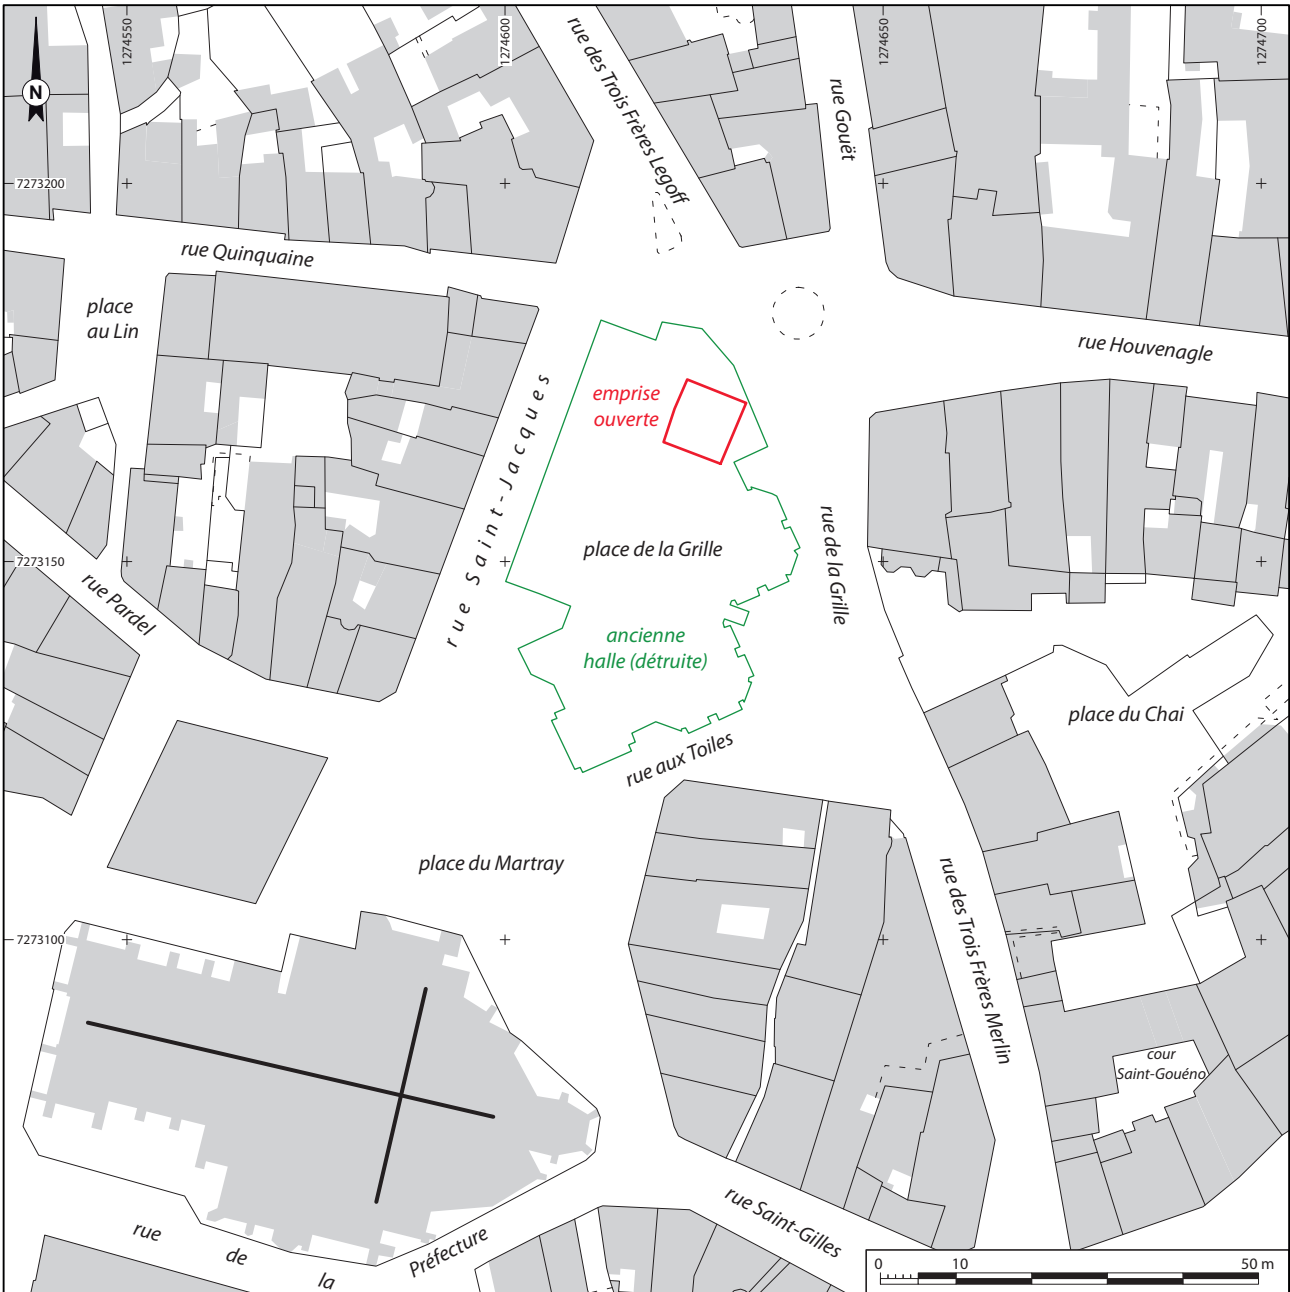 1274550
1274600
1274650
1274700
N
rue des Trois Frères Legoff
rue Gouët
7273200
rue Quinquaine
place
au Lin
rue Houvenagle
emprise
ouverte
rue Saint-Jacques
place de la Grille
rue de la Grille
7273150
rue Pardel
ancienne
halle (détruite)
place du Chai
rue aux Toiles
place du Martray
rue des Trois Frères Merlin
7273100
cour
Saint-Gouéno
rue Saint-Gilles
rue de la Préfecture
0 10 50 m